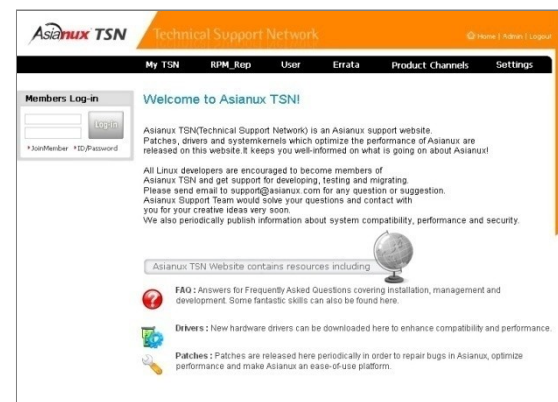 Asianux TSN
Technical Support Network
Home | Admin | Logout
My TSN RPM_Rep User Errata Product Channels Settings
Members Log-in
Log-in
*JoinMember *ID/Password
Welcome to Asianux TSN!
Asianux TSN(Technical Support Network) is an Asianux support website.
Patches, drivers and systemkernels which optimize the performance of Asianux are
released on this website.It keeps you well-informed on what is going on about Asianux!
All Linux developers are encouraged to become members of
Asianux TSN and get support for developing, testing and migrating.
Please send email to support@asianux.com for any question or suggestion.
Asianux Support Team would solve your questions and contact with
you for your creative ideas very soon.
We also periodically publish information about system compatibility, performance and security.
Asianux TSN Website contains resources including
FAQ : Answers for Frequently Asked Questions covering installation, management and
development. Some fantastic skills can also be found here.
Drivers : New hardware drivers can be downloaded here to enhance compatibility and performance.
Patches : Patches are released here periodically in order to repair bugs in Asianux, optimize
performance and make Asianux an ease-of-use platform.